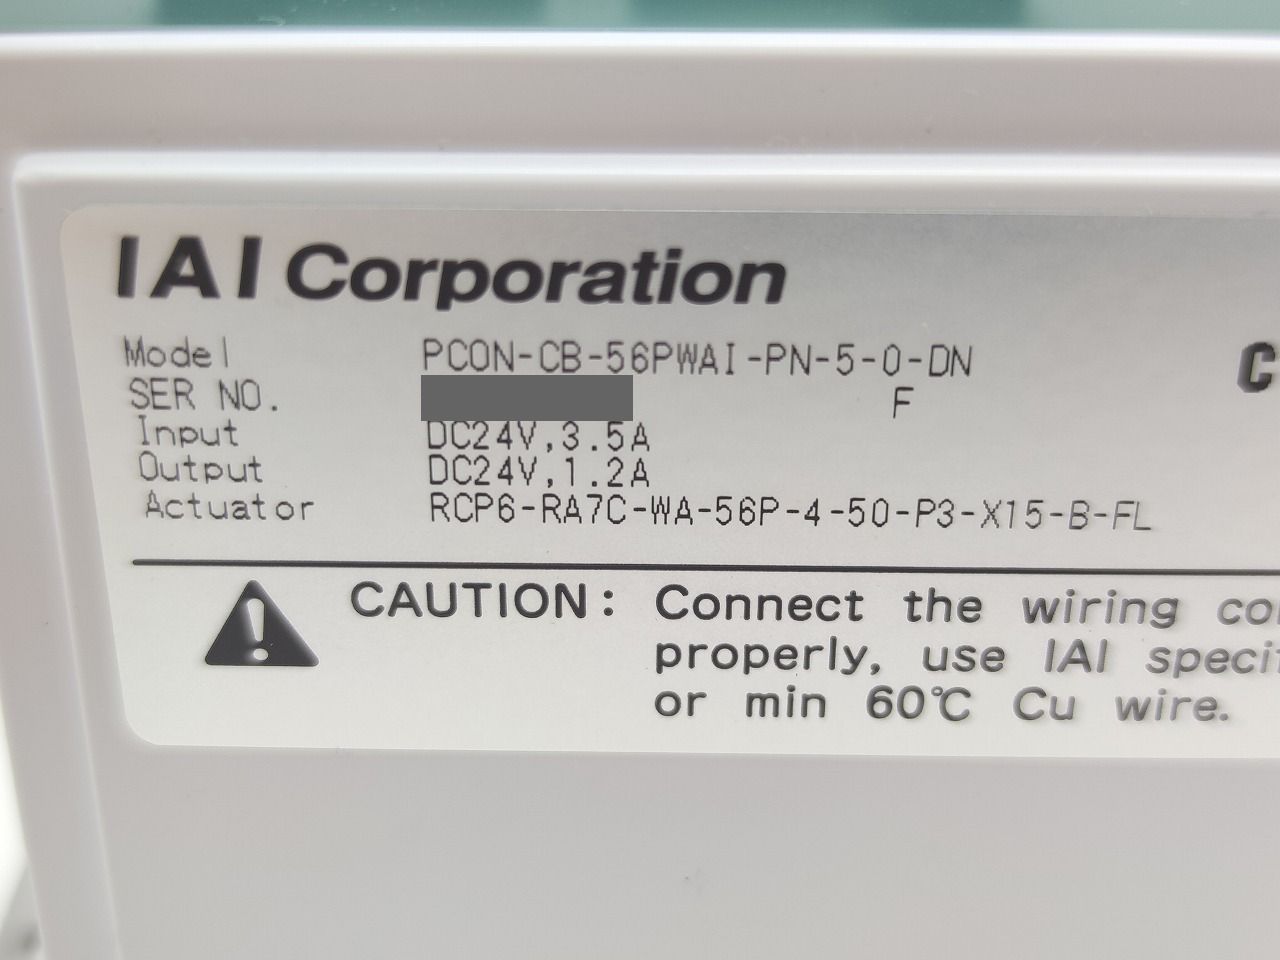 IAI Corporation
Model PCON-CB-56PWAI-PN-5-0-DN
SER NO. F
Input DC24V,3.5A
Output DC24V,1.2A
Actuator RCP6-RA7C-WA-56P-4-50-P3-X15-B-FL
CAUTION: Connect the wiring
properly, use IAI
or min 60℃ Cu wire.